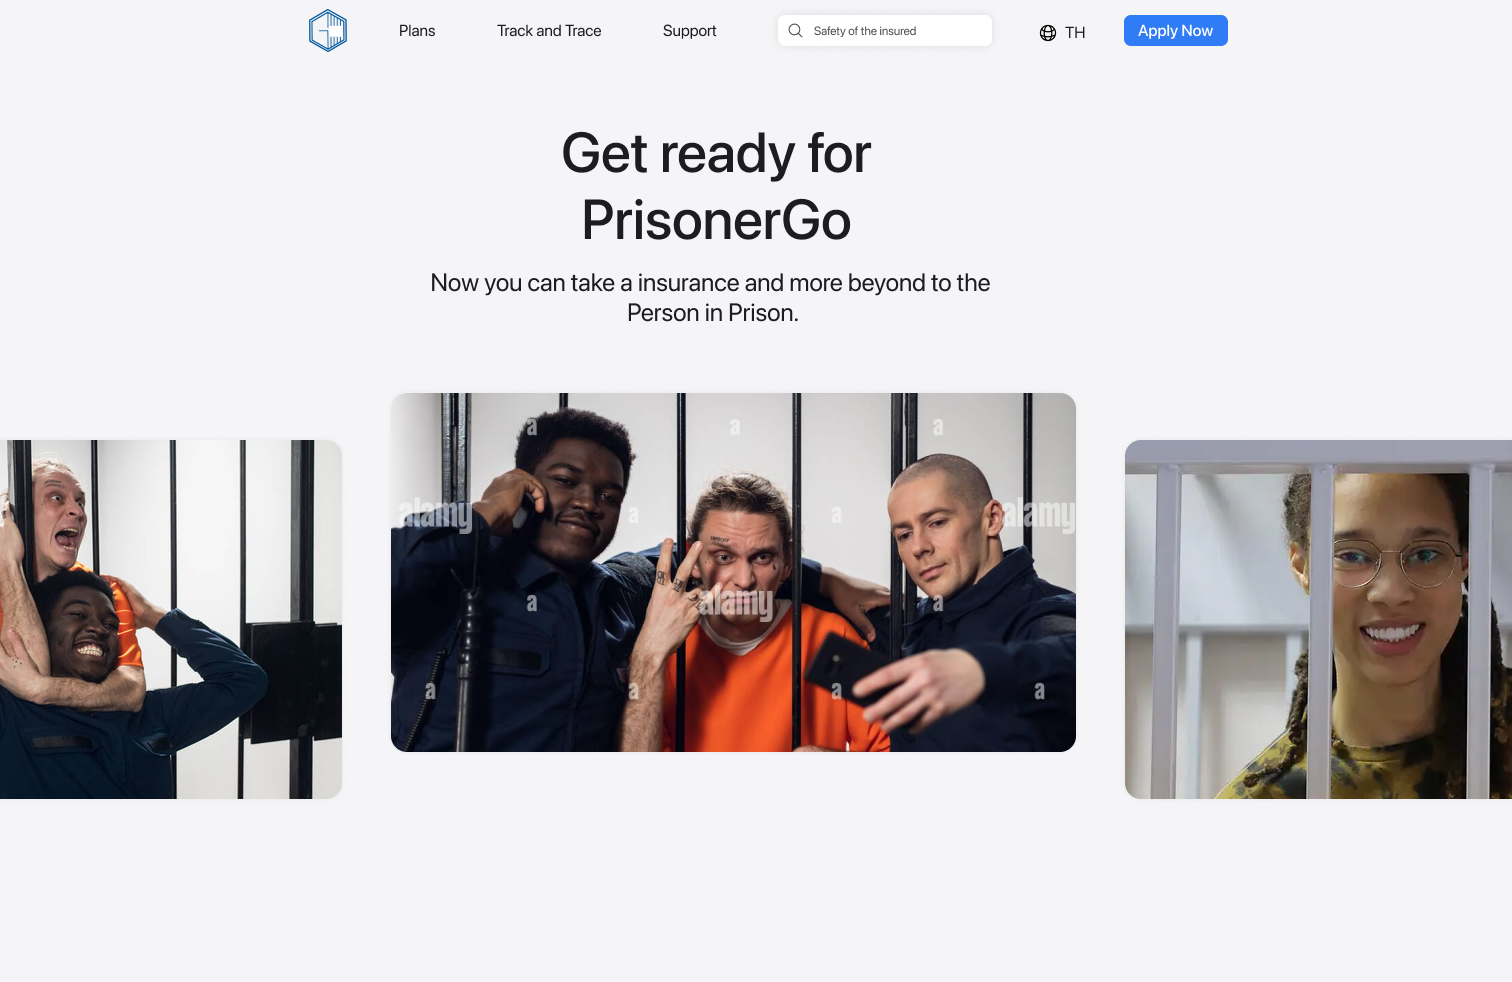 Plans
Track and Trace
Support
Safety of the insured
TH
Apply Now
Get ready for
PrisonerGo
Now you can take a insurance and more beyond to the
Person in Prison.
a a a
alamy a a alamy
a alamy a
a a a a